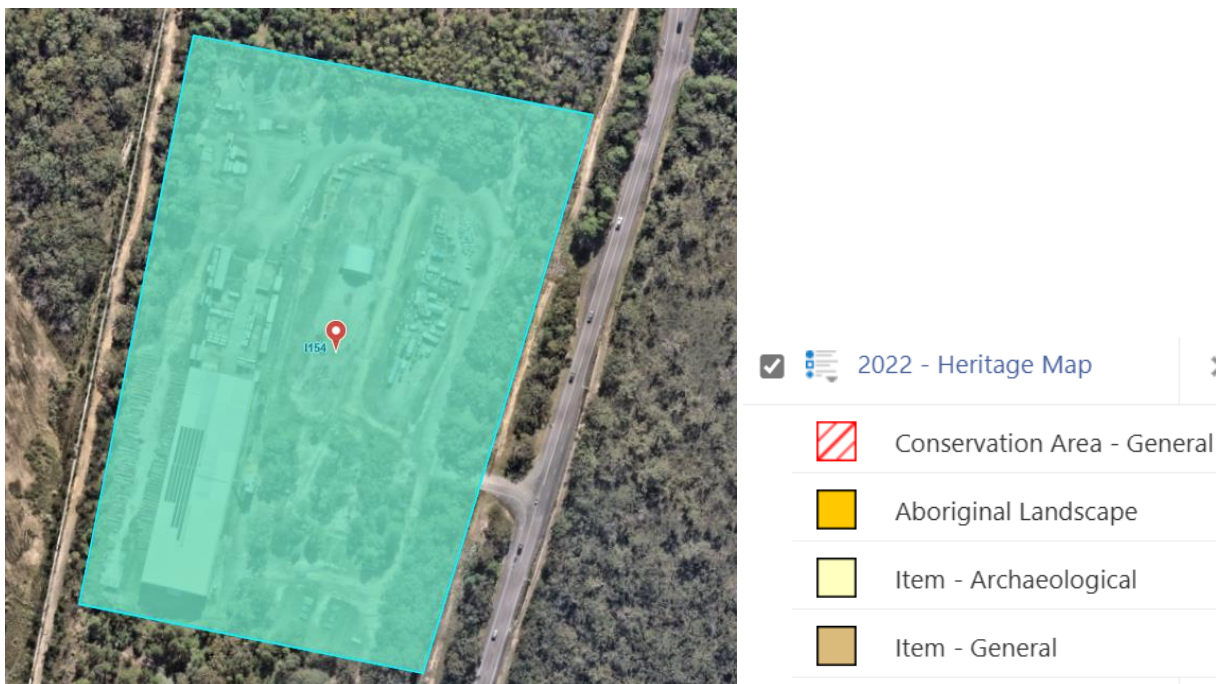 I154
2022 - Heritage Map
Conservation Area - General
Aboriginal Landscape
Item - Archaeological
Item - General